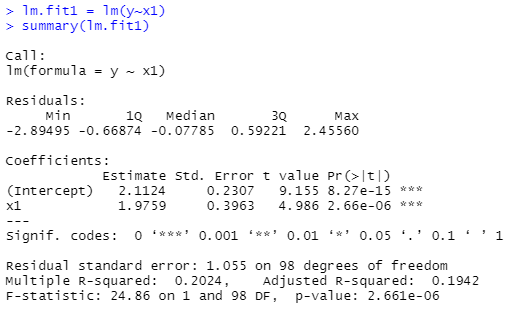 > lm.fit1 = lm(y~x1)
> summary(lm.fit1)

Call:
lm(formula = y ~ x1)

Residuals:
     Min       1Q   Median       3Q      Max
-2.89495 -0.66874 -0.07785  0.59221  2.45560

Coefficients:
            Estimate Std. Error t value Pr(>|t|)
(Intercept)   2.1124     0.2307   9.155 8.27e-15 ***
x1            1.9759     0.3963   4.986 2.66e-06 ***
---
Signif. codes:  0 ‘***’ 0.001 ‘**’ 0.01 ‘*’ 0.05 ‘.’ 0.1 ‘ ’ 1

Residual standard error: 1.055 on 98 degrees of freedom
Multiple R-squared:  0.2024,    Adjusted R-squared:  0.1942
F-statistic: 24.86 on 1 and 98 DF,  p-value: 2.661e-06